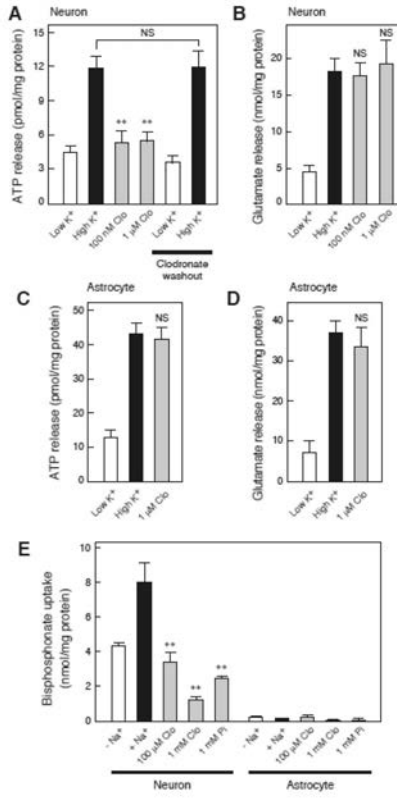 A
Neuron
NS
ATP release (pmol/mg protein)
15
12
9
6
3
0
** **
Low K+
High K+
100 nM Clo
1 μM Clo
Low K+
High K+
Clodronate
washout
B
Neuron
NS
NS
Glutamate release (nmol/mg protein)
20
15
10
5
0
Low K+
High K+
100 nM Clo
1 μM Clo
C
Astrocyte
NS
ATP release (pmol/mg protein)
40
30
20
10
0
Low K+
High K+
1 μM Clo
D
Astrocyte
NS
Glutamate release (nmol/mg protein)
40
30
20
10
0
Low K+
High K+
1 μM Clo
E
Bisphosphonate uptake
(nmol/mg protein)
10
8
6
4
2
0
**
**
**
- Na+
+ Na+
100 μM Clo
1 mM Clo
1 mM Pi
- Na+
+ Na+
100 μM Clo
1 mM Clo
1 mM Pi
Neuron
Astrocyte